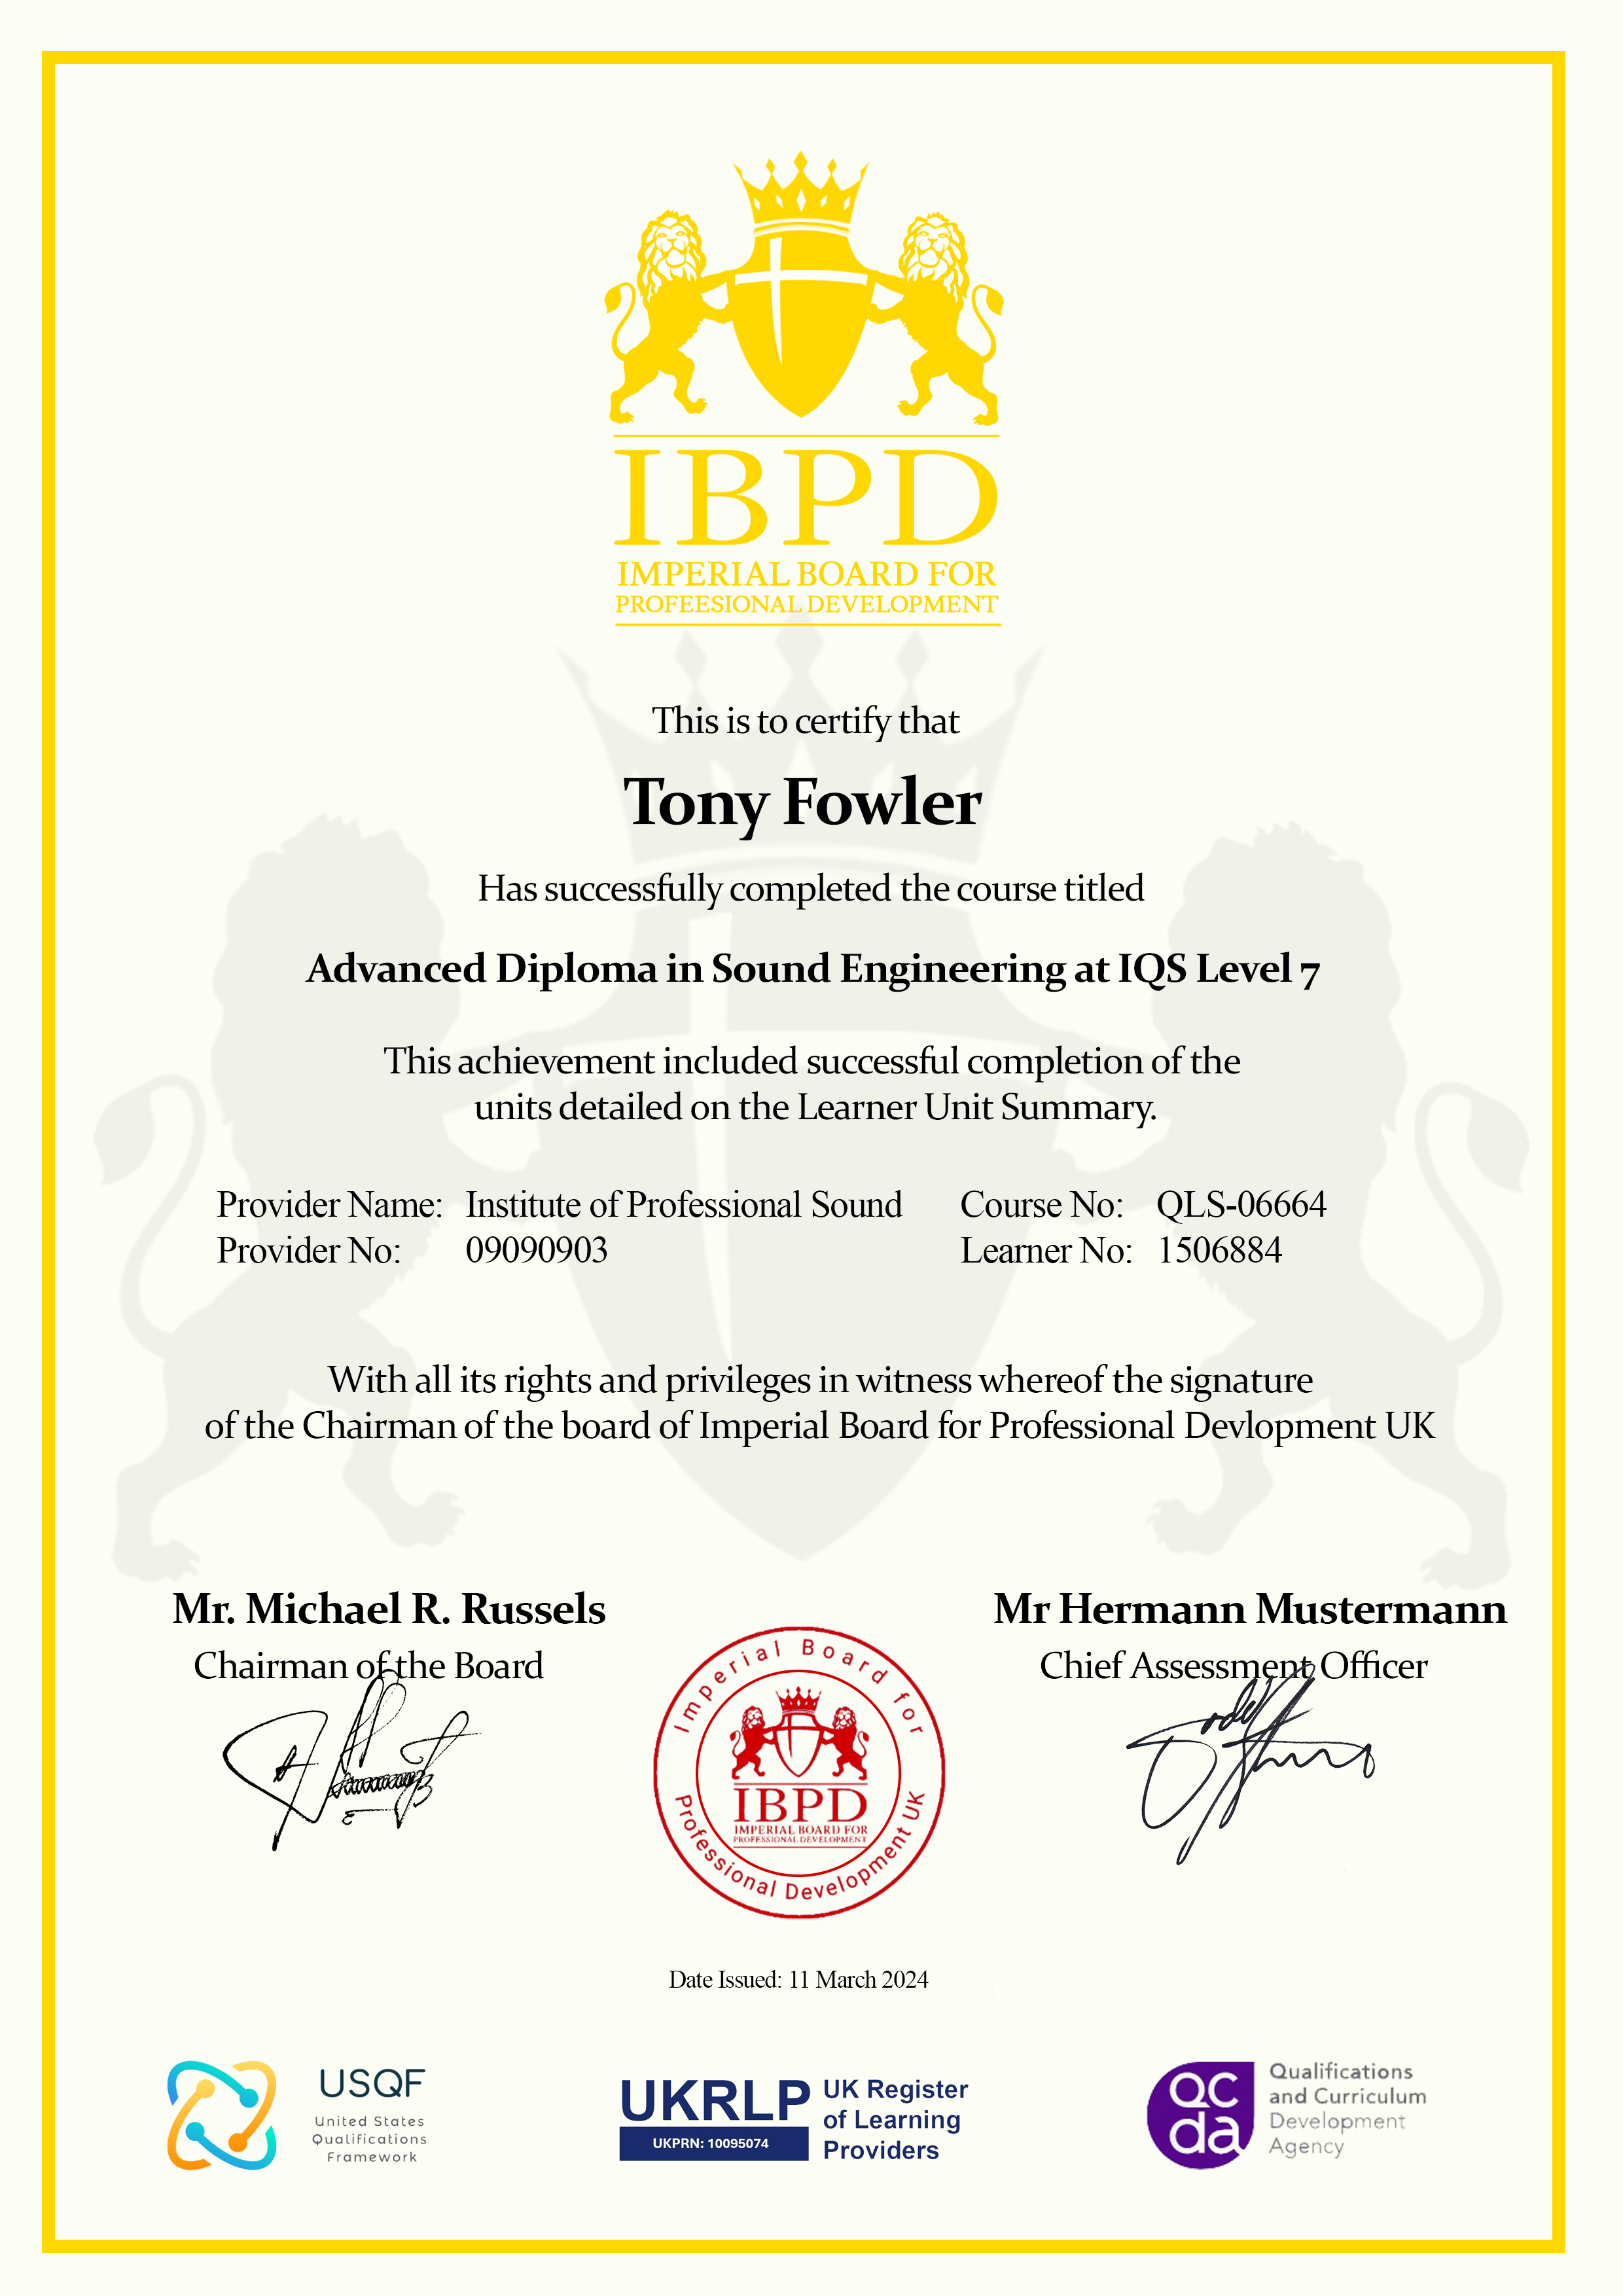 IBPD
IMPERIAL BOARD FOR
PROFEESIONAL DEVELOPMENT
This is to certify that
Tony Fowler
Has successfully completed the course titled
Advanced Diploma in Sound Engineering at IQS Level 7
This achievement included successful completion of the
units detailed on the Learner Unit Summary.
Provider Name: Institute of Professional Sound Course No: QLS-06664
Provider No: 09090903 Learner No: 1506884
With all its rights and privileges in witness whereof the signature
of the Chairman of the board of Imperial Board for Professional Devlopment UK
Mr. Michael R. Russels
Chairman of the Board
Mr Hermann Mustermann
Chief Assessment Officer
Imperial Board for
IBPD
IMPERIAL BOARD FOR
PROFESSIONAL DEVELOPMENT
Professional Development UK
Date Issued: 11 March 2024
USQF
United States
Qualifications
Framework
UKRLP
UKPRN: 10095074
UK Register
of Learning
Providers
QC
da
Qualifications
and Curriculum
Development
Agency